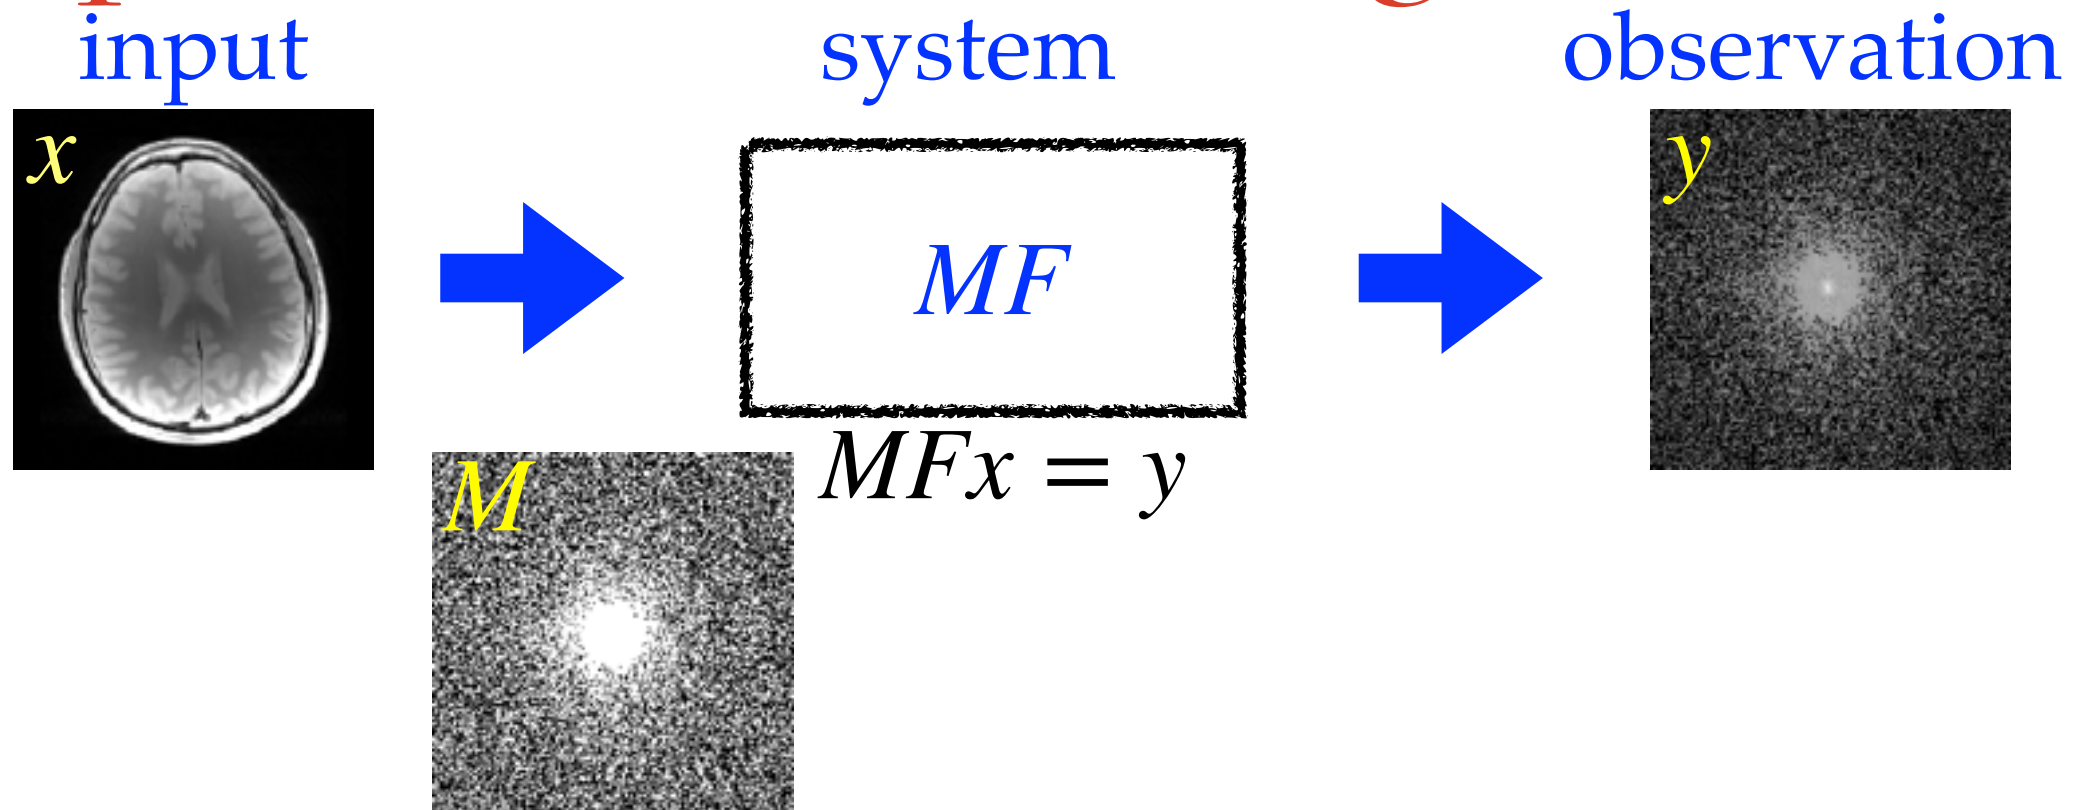 input system observation
x
y
MF
MFx = y
M